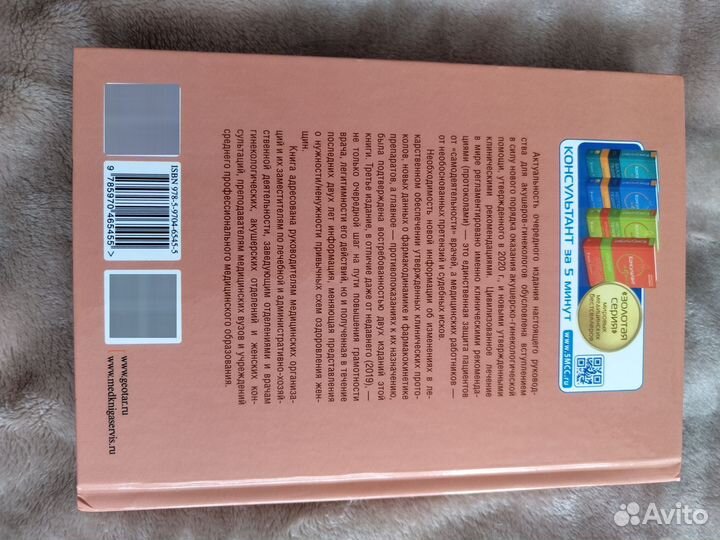 КОНСУЛЬТАНТ за 5 МИНУТ
«ЗОЛОТАЯ
СЕРИЯ»
МИРОВЫХ
МЕДИЦИНСКИХ
БЕСТСЕЛЛЕРОВ
www.5MCC.ru
Актуальность очередного издания настоящего руковод-
ства для акушеров-гинекологов обусловлена вступлением
в силу нового порядка оказания акушерско-гинекологической
помощи, утвержденного в 2020 г., и новыми утвержденными
клиническими рекомендациями. Цивилизованное лечение
в мире регламентировано именно клиническими рекоменда-
циями (протоколами) — это единственная защита пациентов
от «самодеятельности» врачей, а медицинских работников —
от необоснованных претензий и судебных исков.
Необходимость новой информации об изменениях в ле-
карственном обеспечении утвержденных клинических прото-
колов, новых данных о фармакодинамике и фармакокинетике
препаратов, а главное — противопоказаниях к их назначению,
была подтверждена востребованностью двух изданий этой
книги. Третье издание, в отличие даже от недавнего (2019), —
не только очередной шаг на пути повышения грамотности
врача, легитимности его действий, но и полученная в течение
последних двух лет информация, меняющая представления
о нужности/ненужности привычных схем оздоровления жен-
щин.
Книга адресована руководителям медицинских организа-
ций и их заместителям по лечебной и административно-хозяй-
ственной деятельности, заведующим отделениями и врачам
гинекологических, акушерских отделений и женских кон-
сультаций, преподавателям медицинских вузов и учреждений
среднего профессионального медицинского образования.
ISBN 978-5-9704-6545-5
9 785970 465455 >
www.geotar.ru
www.medknigaservis.ru
Avito